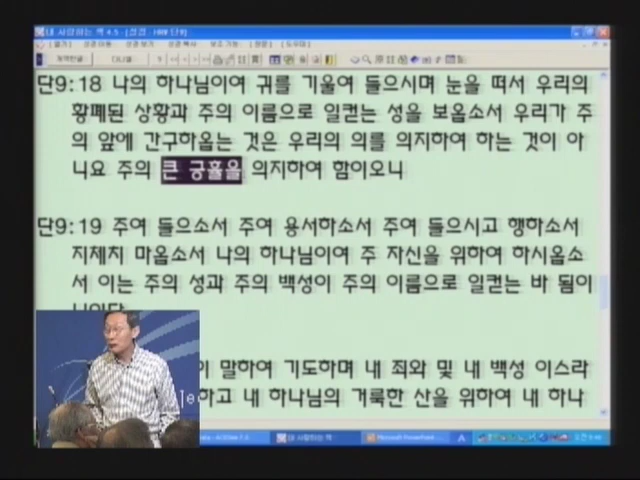 단9:18 나의 하나님이여 귀를 기울여 들으시며 눈을 떠서 우리의
황폐된 상황과 주의 이름으로 일컫는 성을 보옵소서 우리가 주
의 앞에 간구하옵는 것은 우리의 의를 의지하여 하는 것이 아
니요 주의 큰 긍휼을 의지하여 함이오니
단9:19 주여 들으소서 주여 용서하소서 주여 들으시고 행하소서
지체치 마옵소서 나의 하나님이여 주 자신을 위하여 하시옵소
서 이는 주의 성과 주의 백성이 주의 이름으로 일컫는 바 됨이
니이다
이 말하여 기도하며 내 죄와 및 내 백성 이스라
하고 내 하나님의 거룩한 산을 위하여 내 하나